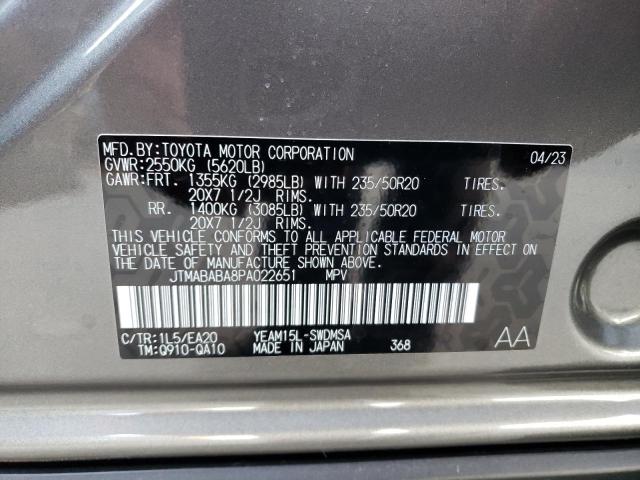 MFD.BY:TOYOTA MOTOR CORPORATION 04/23
GVWR:2550KG (5620LB)
GAWR:FRT. 1355KG (2985LB) WITH 235/50R20 TIRES.
20X7 1/2J RIMS.
RR. 1400KG (3085LB) WITH 235/50R20 TIRES.
20X7 1/2J RIMS.
THIS VEHICLE CONFORMS TO ALL APPLICABLE FEDERAL MOTOR
VEHICLE SAFETY AND THEFT PREVENTION STANDARDS IN EFFECT ON
THE DATE OF MANUFACTURE SHOWN ABOVE.
JTMABABA8PA022651 MPV
C/TR:1L5/EA20 YEAM15L-SWDMSA
TM:Q910-QA10 MADE IN JAPAN 368 AA